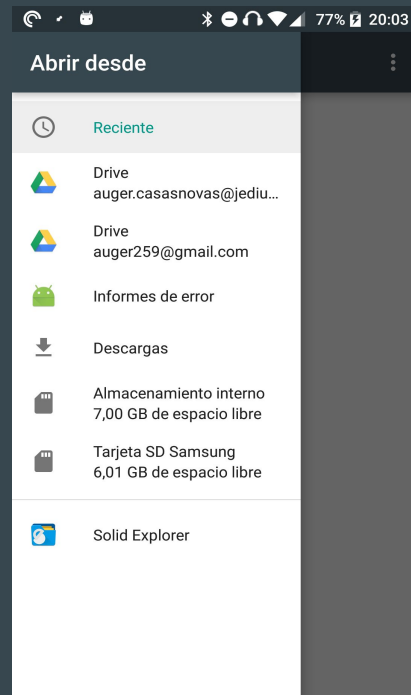 77% 20:03
Abrir desde
Reciente
Drive
auger.casasnovas@jediu...
Drive
auger259@gmail.com
Informes de error
Descargas
Almacenamiento interno
7,00 GB de espacio libre
Tarjeta SD Samsung
6,01 GB de espacio libre
Solid Explorer